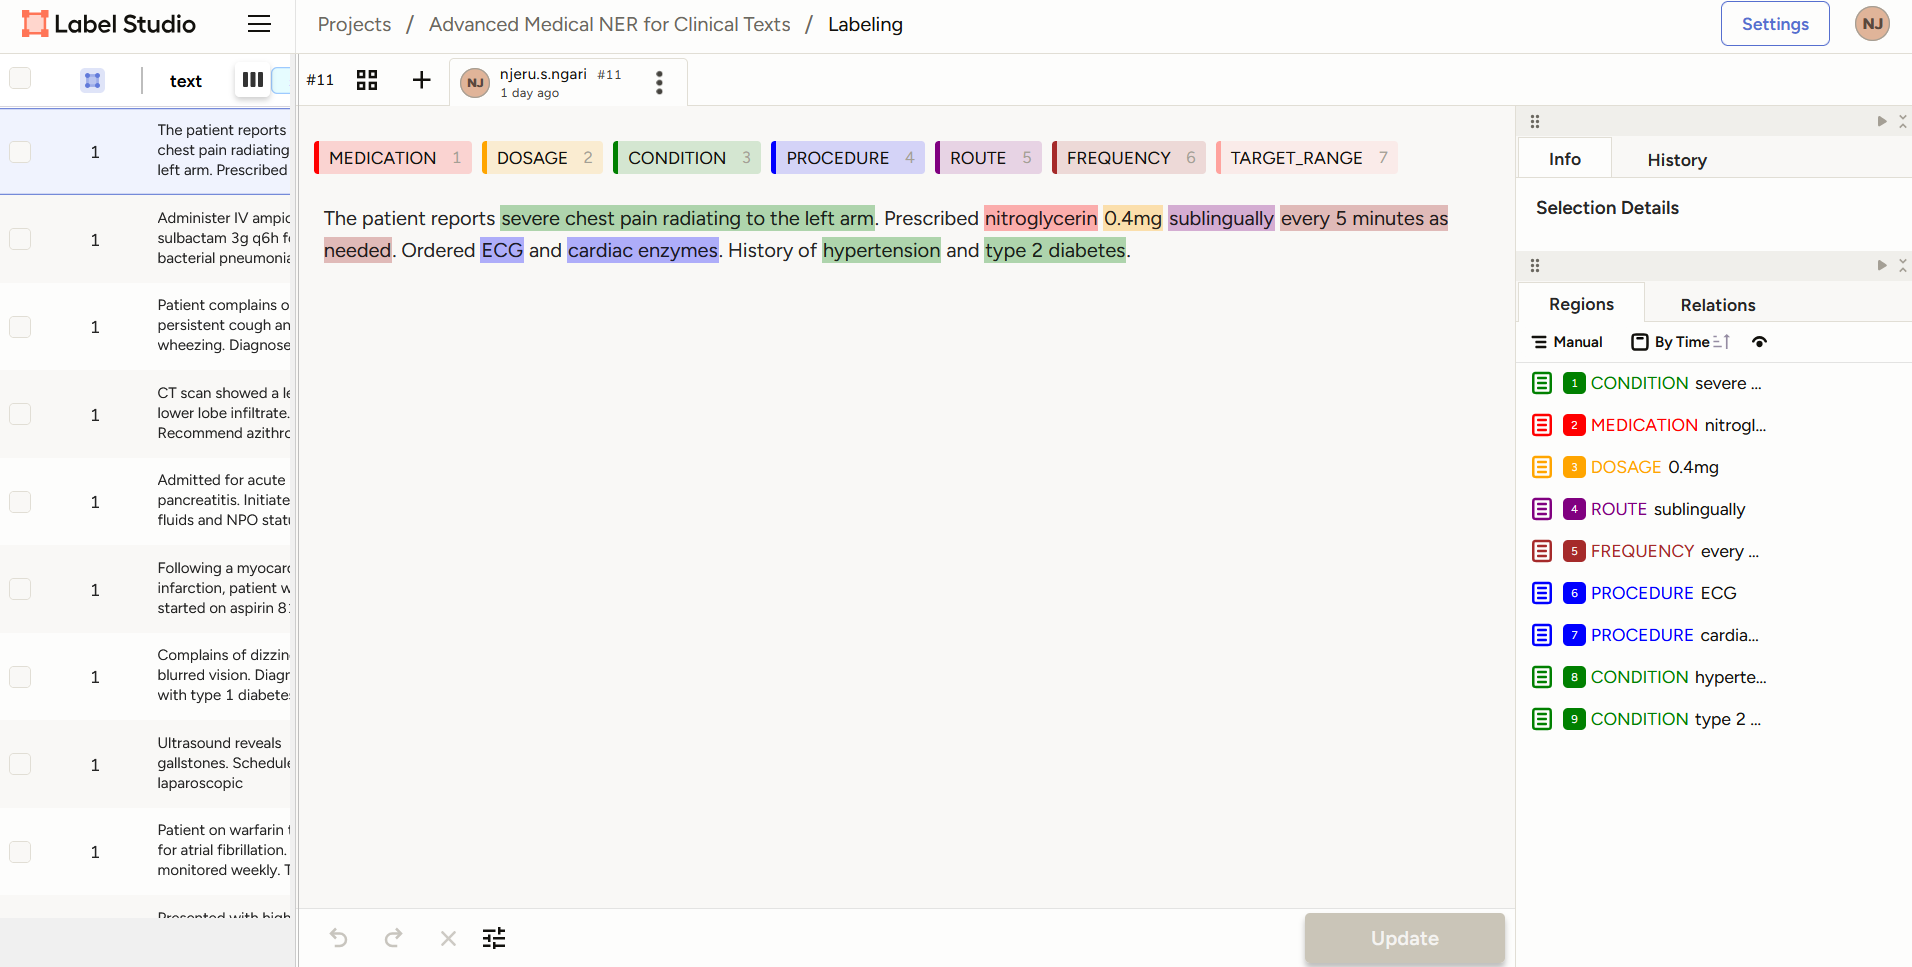 Label Studio
Projects / Advanced Medical NER for Clinical Texts / Labeling
Settings
NJ
text
#11
NJ
njeru.s.ngari #11
1 day ago
1
The patient reports
chest pain radiating
left arm. Prescribed
1
Administer IV ampic
sulbactam 3g q6h f
bacterial pneumonia
1
Patient complains o
persistent cough an
wheezing. Diagnose
1
CT scan showed a le
lower lobe infiltrate.
Recommend azithro
1
Admitted for acute
pancreatitis. Initiate
fluids and NPO statu
1
Following a myocard
infarction, patient w
started on aspirin 81
1
Complains of dizzin
blurred vision. Diagn
with type 1 diabetes
1
Ultrasound reveals
gallstones. Schedule
laparoscopic
1
Patient on warfarin t
for atrial fibrillation.
monitored weekly. T
Presented with high
MEDICATION 1 DOSAGE 2 CONDITION 3 PROCEDURE 4 ROUTE 5 FREQUENCY 6 TARGET_RANGE 7
The patient reports severe chest pain radiating to the left arm. Prescribed nitroglycerin 0.4mg sublingually every 5 minutes as
needed. Ordered ECG and cardiac enzymes. History of hypertension and type 2 diabetes.
Update
Info History
Selection Details
Regions Relations
Manual By Time
1 CONDITION severe ...
2 MEDICATION nitrogl...
3 DOSAGE 0.4mg
4 ROUTE sublingually
5 FREQUENCY every ...
6 PROCEDURE ECG
7 PROCEDURE cardia...
8 CONDITION hyperte...
9 CONDITION type 2 ...